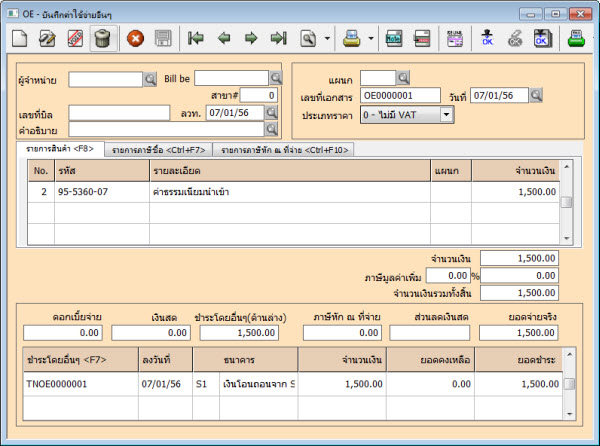 OE - บันทึกค่าใช้จ่ายอื่นๆ
ผู้จำหน่าย Bill be
สาขา# 0
เลขที่บิล ลวท. 07/01/56
คำอธิบาย
แผนก
เลขที่เอกสาร OE0000001 วันที่ 07/01/56
ประเภทราคา 0 - ไม่มี VAT
รายการสินค้า <F8> รายการภาษีซื้อ <Ctrl+F7> รายการภาษีหัก ณ ที่จ่าย <Ctrl+F10>
No. รหัส รายละเอียด แผนก จำนวนเงิน
2 95-5360-07 ค่าธรรมเนียมนำเข้า 1,500.00
จำนวนเงิน 1,500.00
ภาษีมูลค่าเพิ่ม 0.00 % 0.00
จำนวนเงินรวมทั้งสิ้น 1,500.00
ดอกเบี้ยจ่าย เงินสด ชำระโดยอื่นๆ(ด้านล่าง) ภาษีหัก ณ ที่จ่าย ส่วนลดเงินสด ยอดจ่ายจริง
0.00 0.00 1,500.00 0.00 0.00 1,500.00
ชำระโดยอื่นๆ <F7> ลงวันที่ ธนาคาร จำนวนเงิน ยอดคงเหลือ ยอดชำระ
TNOE0000001 07/01/56 S1 เงินโอนถอนจาก S 1,500.00 0.00 1,500.00